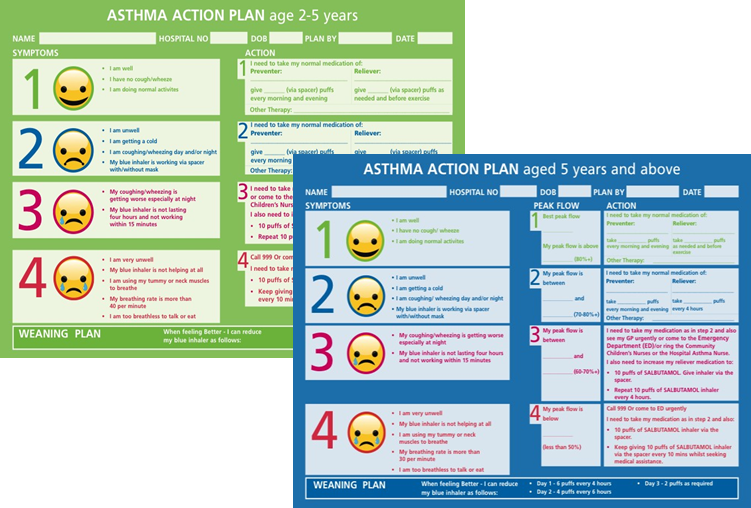 ASTHMA ACTION PLAN age 2-5 years
NAME HOSPITAL NO DOB PLAN BY DATE
SYMPTOMS ACTION
1
• I am well
• I have no cough/wheeze
• I am doing normal activites
1 I need to take my normal medication of:
Preventer: Reliever:
give ______ (via spacer) puffs
every morning and evening
give ______ (via spacer) puffs as
needed and before exercise
Other Therapy:
2
• I am unwell
• I am getting a cold
• I am coughing/wheezing day and/or night
• My blue inhaler is working via spacer
with/without mask
2 I need to take my normal medication of:
Preventer: Reliever:
give ______ (via spacer) puffs
every morning
(via spacer) puffs
Other Therapy:
3
• My coughing/wheezing is
getting worse especially at night
• My blue inhaler is not lasting
four hours and not working
within 15 minutes
3 I need to take
or come to the
Children's Nurs
I also need to i
• 10 puffs of S
• Repeat 10 p
4
• I am very unwell
• My blue inhaler is not helping at all
• I am using my tummy or neck muscles
to breathe
• My breathing rate is more than
40 per minute
• I am too breathless to talk or eat
4 Call 999 Or come
I need to take
• 10 puffs of S
• Keep giving
every 10 min
WEANING PLAN
When feeling Better - I can reduce
my blue inhaler as follows:
ASTHMA ACTION PLAN aged 5 years and above
NAME HOSPITAL NO DOB PLAN BY DATE
SYMPTOMS PEAK FLOW ACTION
1
• I am well
• I have no cough/ wheeze
• I am doing normal activites
1 Best peak flow
My peak flow is above
(80%+)
I need to take my normal medication of:
Preventer: Reliever:
take ______ puffs
every morning and evening
take ______ puffs
as needed and before
exercise
Other Therapy:
2
• I am unwell
• I am getting a cold
• I am coughing/ wheezing day and/or night
• My blue inhaler is working via spacer
with/without mask
2 My peak flow is
between
______ and
______ (70-80%+)
I need to take my normal medication of:
Preventer: Reliever:
take ______ puffs
every morning and evening
take ______ puffs
every 4 hours
Other Therapy:
3
• My coughing/wheezing is getting worse
especially at night
• My blue inhaler is not lasting four hours
and not working within 15 minutes
3 My peak flow is
between
______ and
______ (60-70%+)
I need to take my medication as in step 2 and also
see my GP urgently or come to the Emergency
Department (ED)/or ring the Community
Children's Nurses or the Hospital Asthma Nurse.
I also need to increase my reliever medication to:
• 10 puffs of SALBUTAMOL. Give inhaler via the
spacer.
• Repeat 10 puffs of SALBUTAMOL inhaler
every 4 hours.
4
• I am very unwell
• My blue inhaler is not helping at all
• I am using my tummy or neck
muscles to breathe
• My breathing rate is more than
30 per minute
• I am too breathless to talk or eat
4 My peak flow is
below
(less than 50%)
Call 999 Or come to ED urgently
I need to take my medication as in step 2 and also:
• 10 puffs of SALBUTAMOL inhaler via the
spacer.
• Keep giving 10 puffs of SALBUTAMOL inhaler
via the spacer every 10 mins whilst seeking
medical assistance.
WEANING PLAN
When feeling Better - I can reduce
my blue inhaler as follows:
• Day 1 - 6 puffs every 4 hours
• Day 2 - 4 puffs every 6 hours
• Day 3 - 2 puffs as required